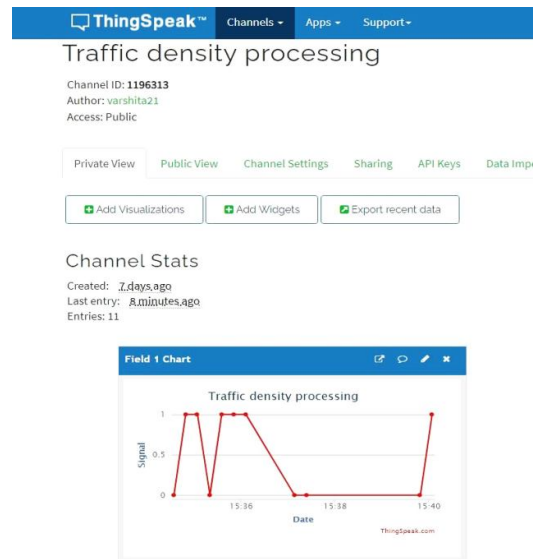 ThingSpeak™ Channels Apps Support
Traffic density processing
Channel ID: 1196313
Author: varshita21
Access: Public
Private View Public View Channel Settings Sharing API Keys Data Impo
Add Visualizations Add Widgets Export recent data
Channel Stats
Created: 7 days ago
Last entry: 8 minutes ago
Entries: 11
Field 1 Chart
Traffic density processing
1
0.5
0
Signal
15:36 15:38 15:40
Date
ThingSpeak.com